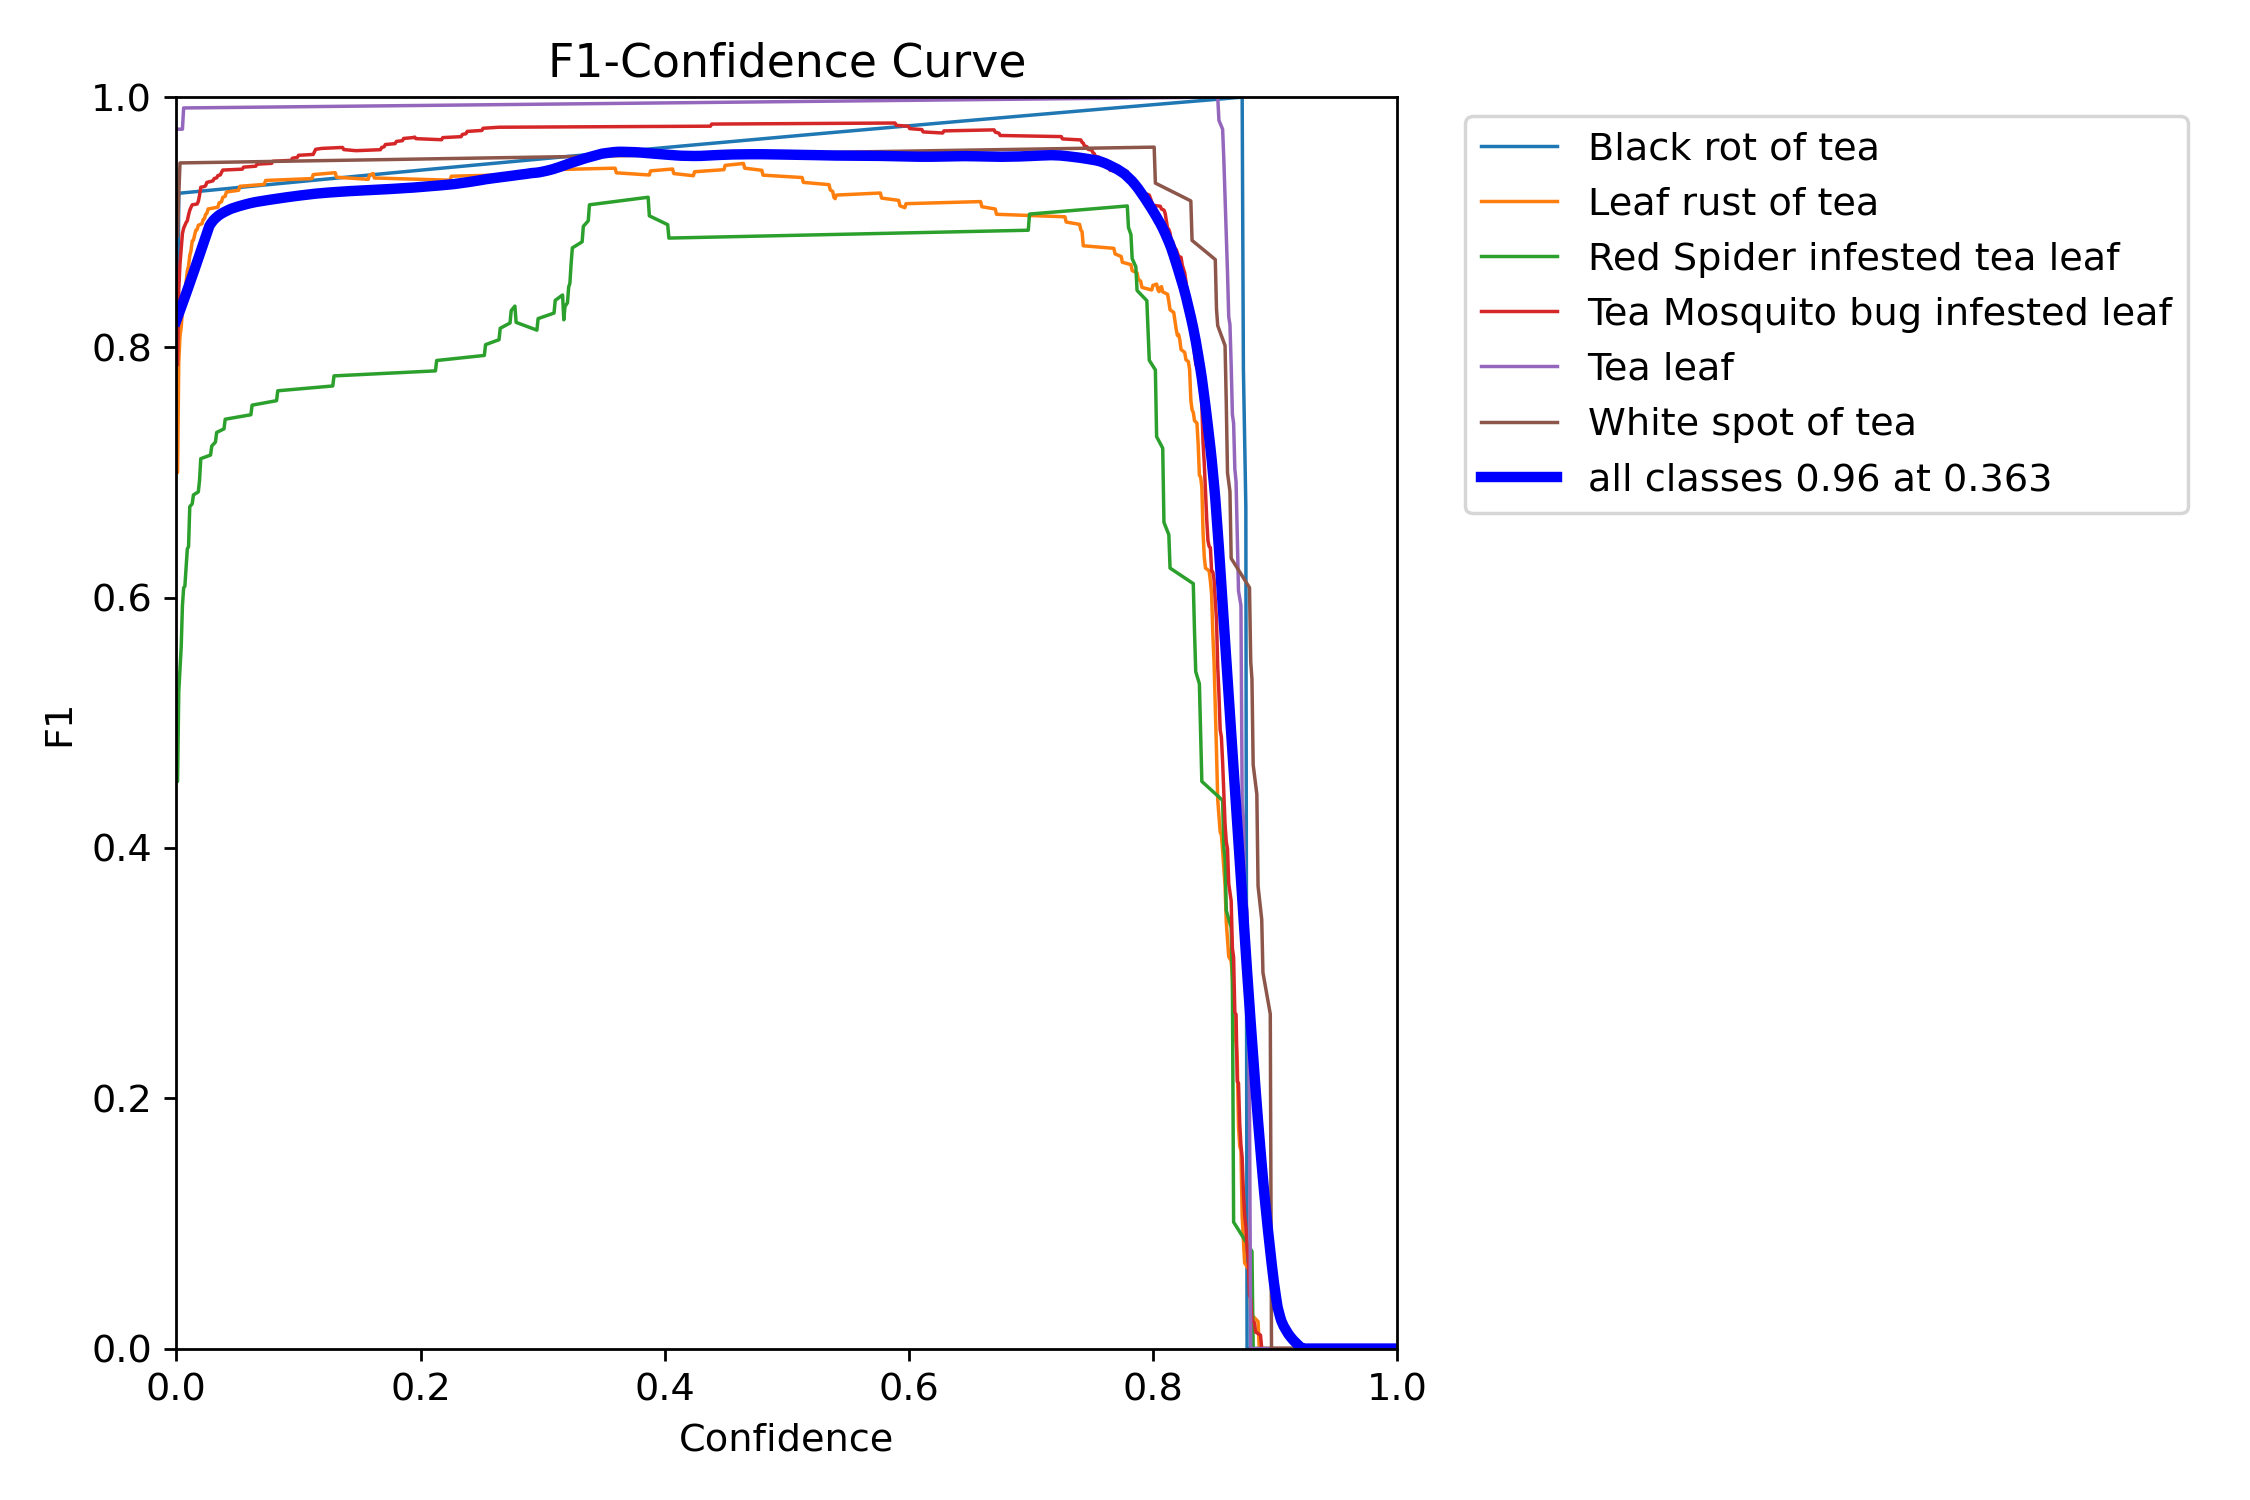 F1-Confidence Curve
1.0
0.8
0.6
0.4
0.2
0.0
F1
0.0 0.2 0.4 0.6 0.8 1.0
Confidence
Black rot of tea
Leaf rust of tea
Red Spider infested tea leaf
Tea Mosquito bug infested leaf
Tea leaf
White spot of tea
all classes 0.96 at 0.363